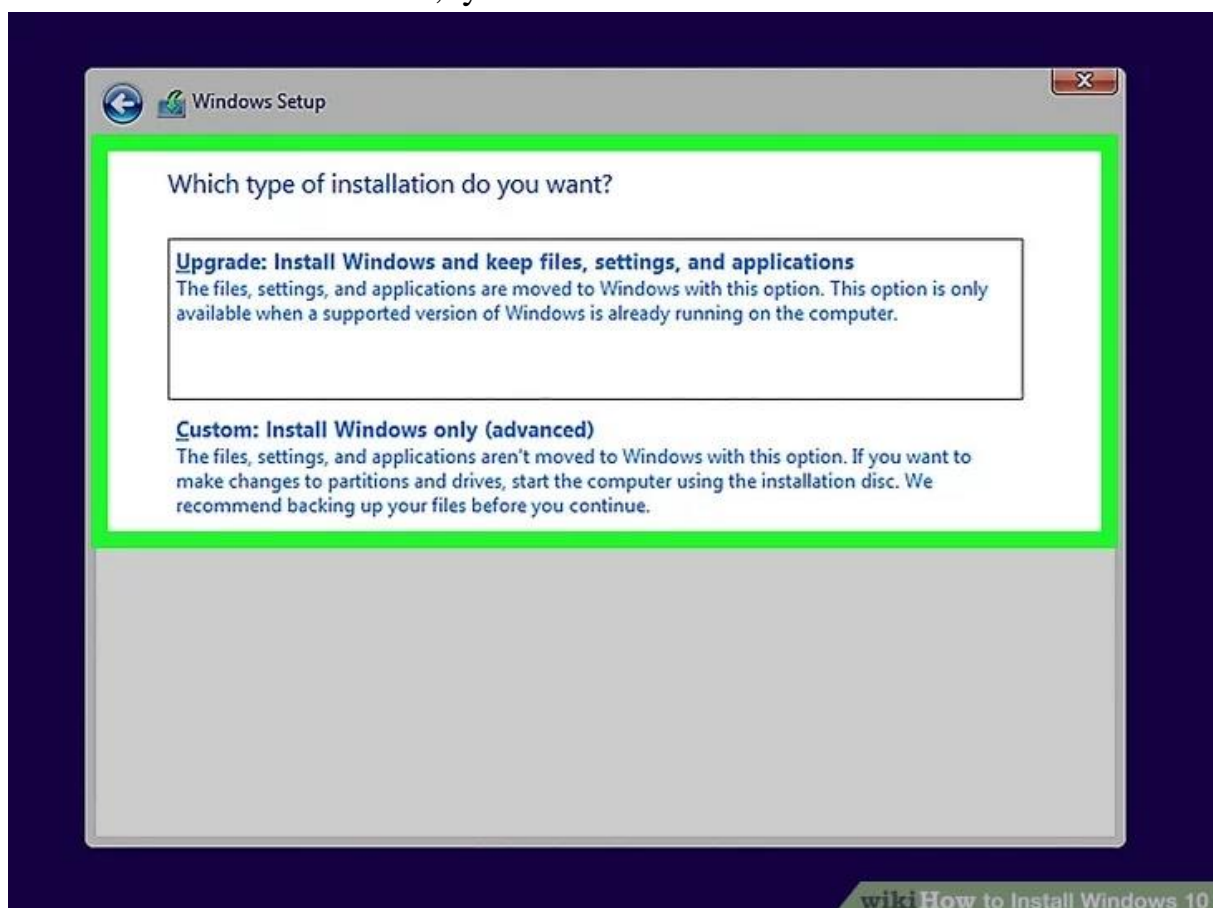 Windows Setup
Which type of installation do you want?
Upgrade: Install Windows and keep files, settings, and applications
The files, settings, and applications are moved to Windows with this option. This option is only
available when a supported version of Windows is already running on the computer.
Custom: Install Windows only (advanced)
The files, settings, and applications aren't moved to Windows with this option. If you want to
make changes to partitions and drives, start the computer using the installation disc. We
recommend backing up your files before you continue.
wikiHow to Install Windows 10